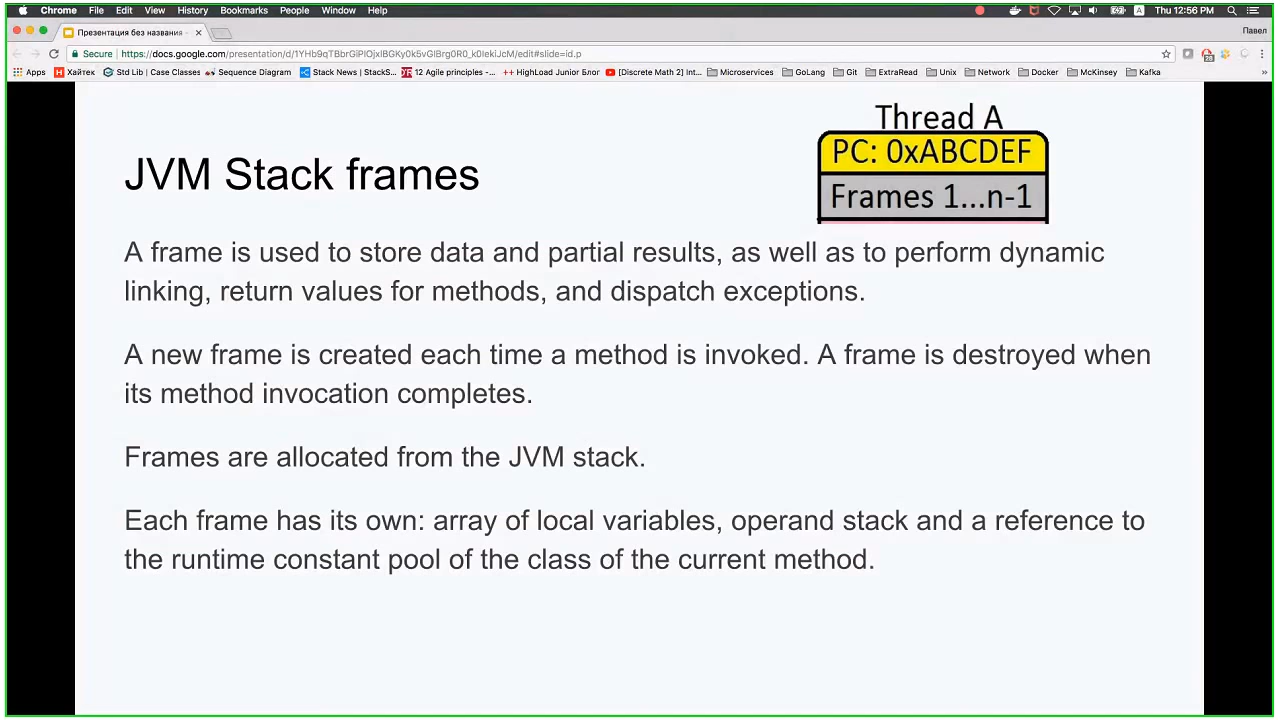 Chrome File Edit View History Bookmarks People Window Help Thu 12:56 PM
Презентация без названия - Павел
Secure https://docs.google.com/presentation/d/
Apps Хайтек Std Lib | Case Classes Sequence Diagram Stack News | StackS... 12 Agile principles -... HighLoad Junior Блог [Discrete Math 2] Int... Microservices GoLang Git ExtraRead Unix Network Docker McKinsey Kafka
Thread A
PC: 0xABCDEF
Frames 1...n-1
JVM Stack frames
A frame is used to store data and partial results, as well as to perform dynamic
linking, return values for methods, and dispatch exceptions.
A new frame is created each time a method is invoked. A frame is destroyed when
its method invocation completes.
Frames are allocated from the JVM stack.
Each frame has its own: array of local variables, operand stack and a reference to
the runtime constant pool of the class of the current method.